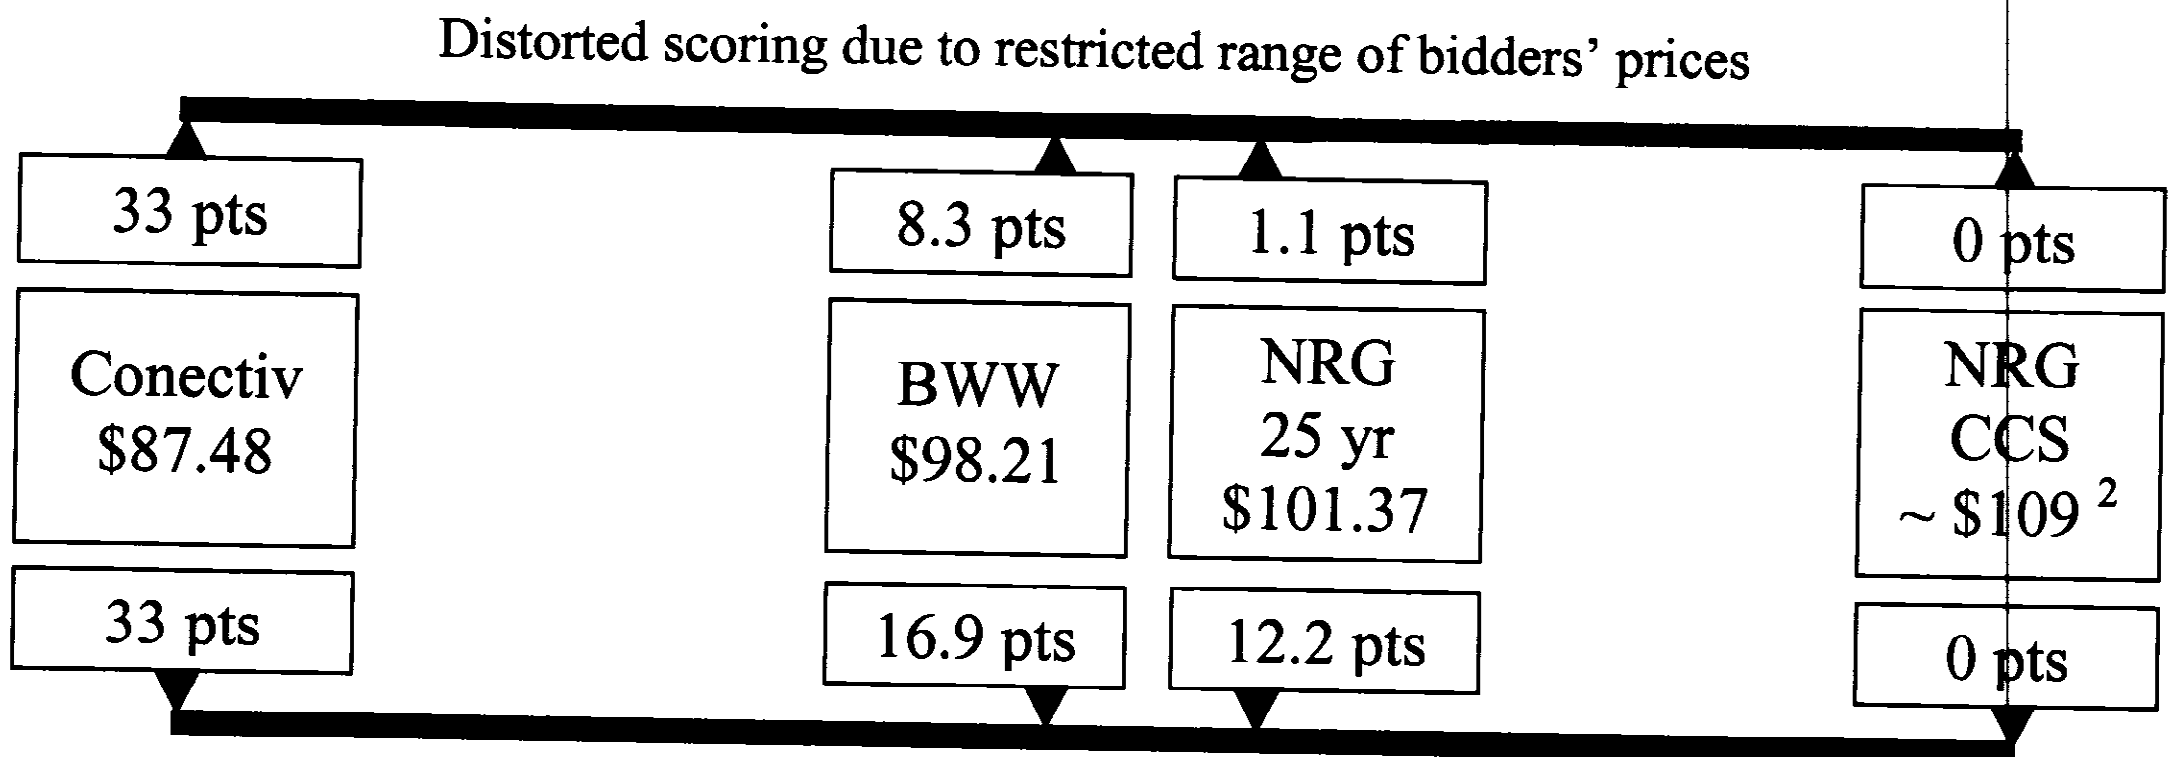 Distorted scoring due to restricted range of bidders' prices
33 pts
8.3 pts
1.1 pts
0 pts
Conectiv
$87.48
BWW
$98.21
NRG
25 yr
$101.37
NRG
CCS
~ $109 2
33 pts
16.9 pts
12.2 pts
0 pts